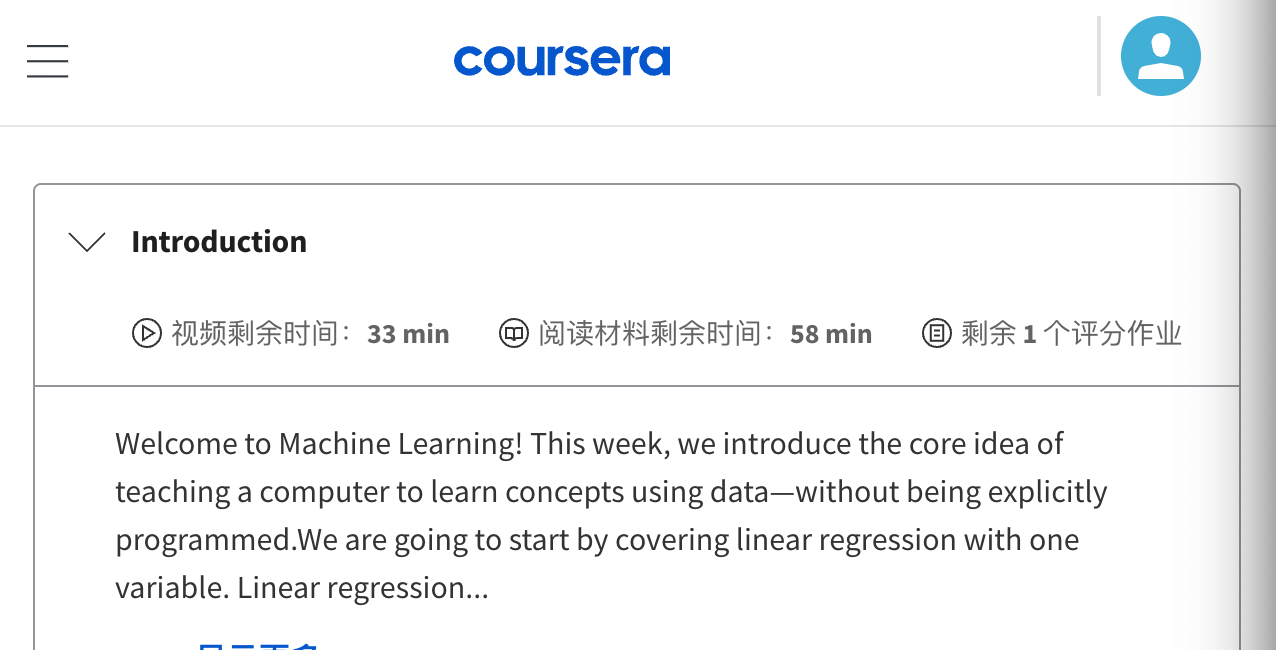 coursera
Introduction
视频剩余时间： 33 min 阅读材料剩余时间： 58 min 剩余 1 个评分作业
Welcome to Machine Learning! This week, we introduce the core idea of
teaching a computer to learn concepts using data—without being explicitly
programmed.We are going to start by covering linear regression with one
variable. Linear regression...